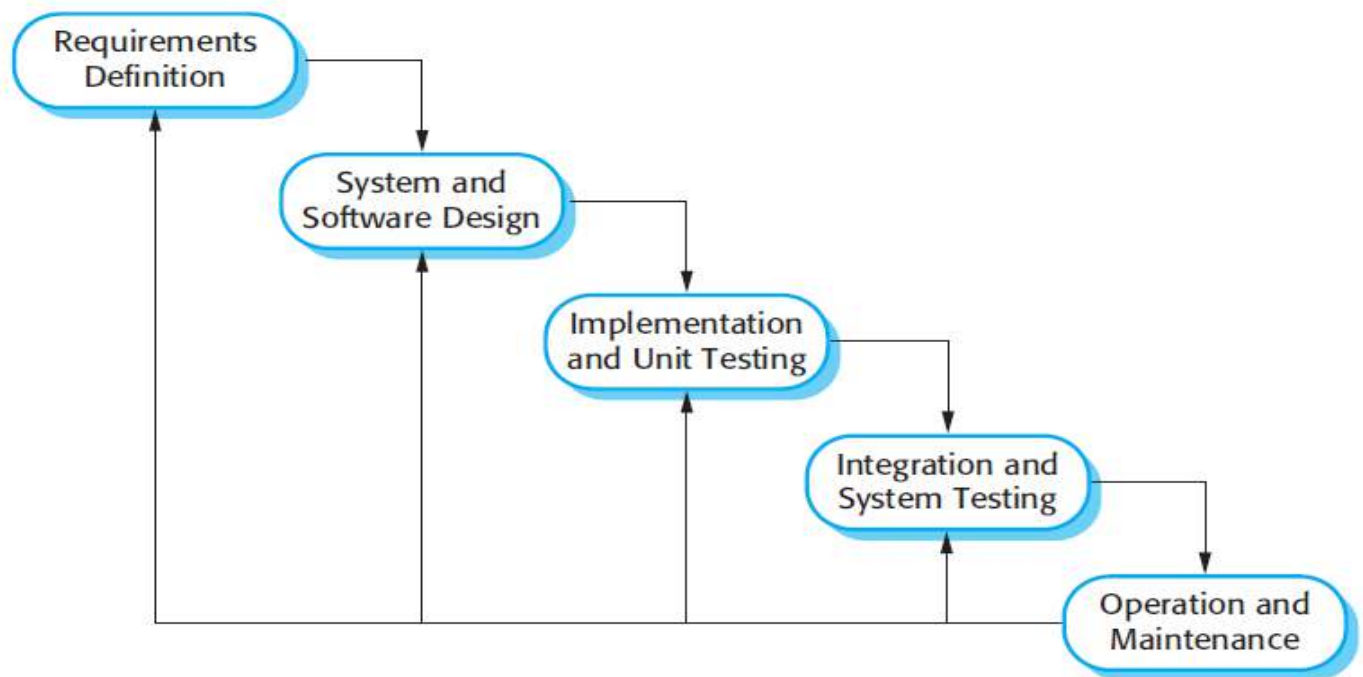 Requirements
Definition
System and
Software Design
Implementation
and Unit Testing
Integration and
System Testing
Operation and
Maintenance